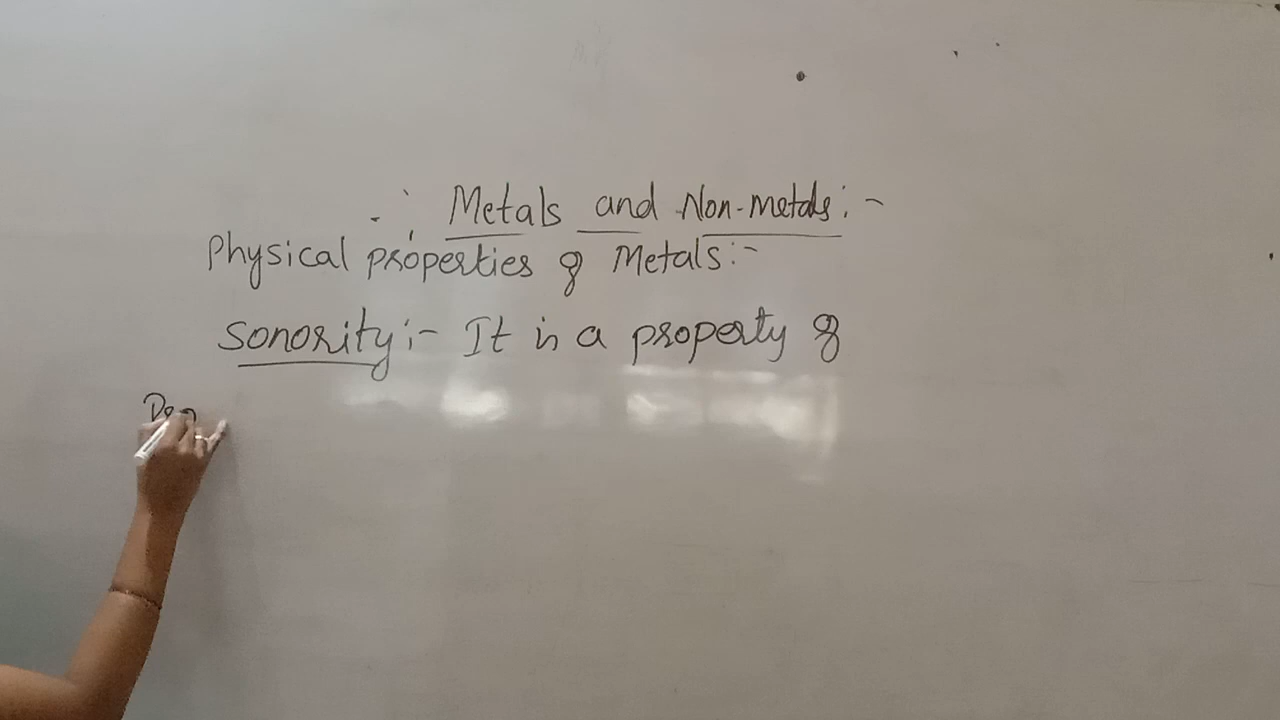 Metals and Non-metals:-
Physical properties of Metals:-
Sonority:- It is a property of